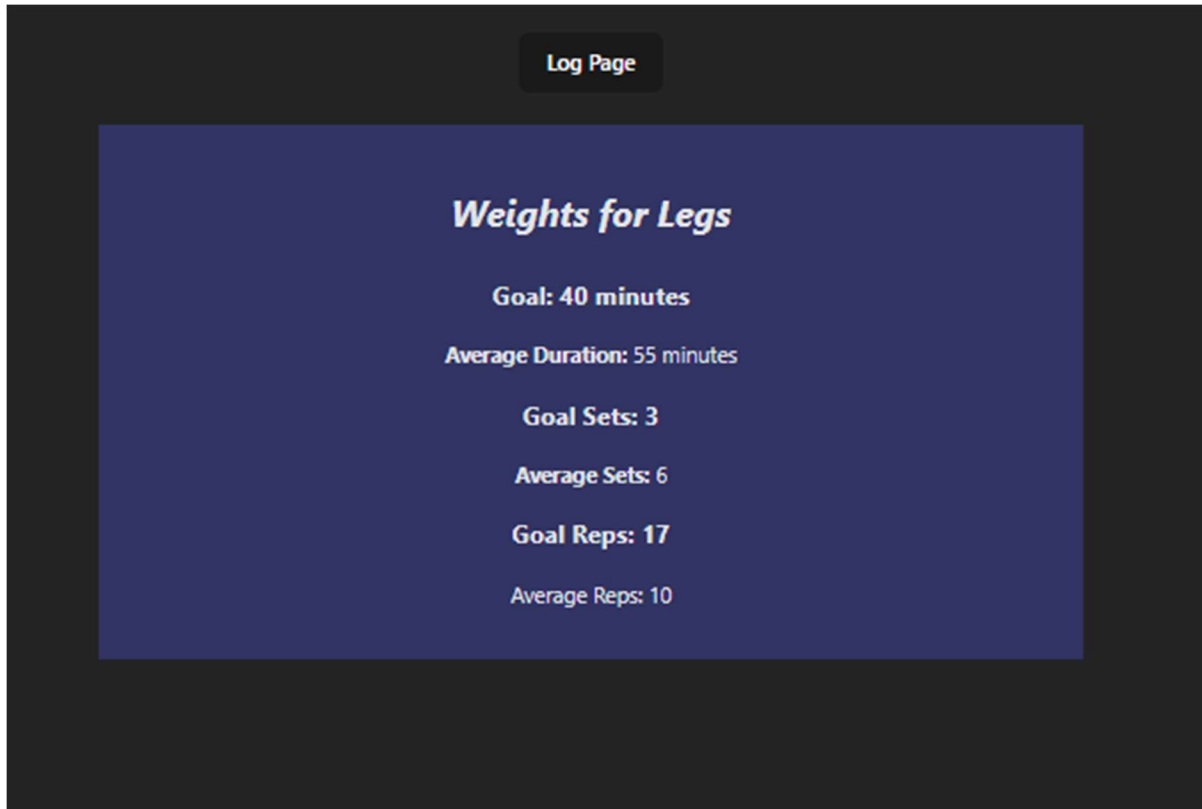 Log Page
Weights for Legs
Goal: 40 minutes
Average Duration: 55 minutes
Goal Sets: 3
Average Sets: 6
Goal Reps: 17
Average Reps: 10